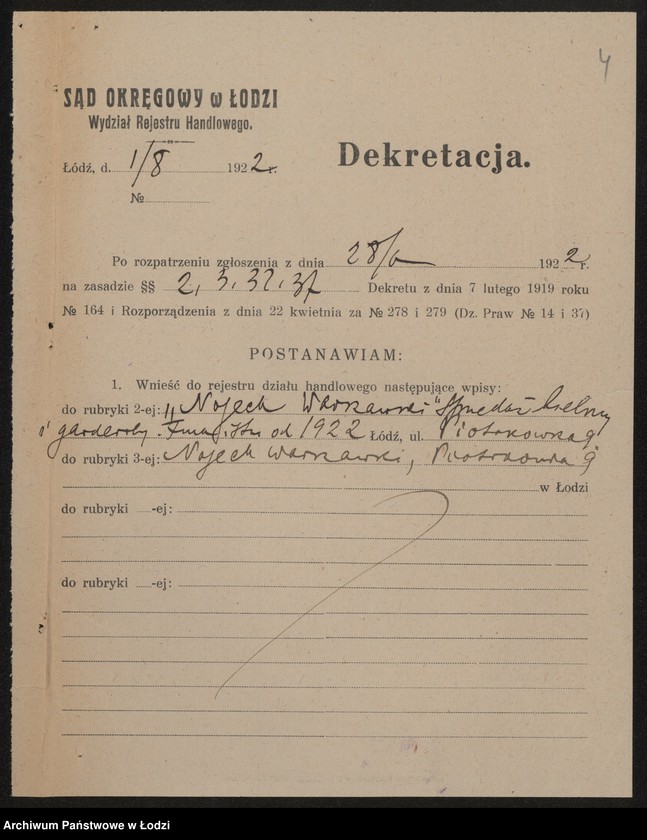 4
SĄD OKRĘGOWY w ŁODZI
Wydział Rejestru Handlowego.
Dekretacja.
Łódź, d. 1/8 1922 r.
№
Po rozpatrzeniu zgłoszenia z dnia 28/6 1922 r.
na zasadzie §§ 2, 3, 32, 37 Dekretu z dnia 7 lutego 1919 roku
№ 164 i Rozporządzenia z dnia 22 kwietnia za № 278 i 279 (Dz. Praw № 14 i 37)
POSTANAWIAM:
1. Wnieść do rejestru działu handlowego następujące wpisy:
do rubryki 2-ej: „Nojech Warszawski" Sprzedaż bielizny
i garderoby. Firma istn. od 1922 Łódź, ul. Piotrkowska 9.
do rubryki 3-ej: Nojech Warszawski, Piotrkowska 9
w Łodzi
do rubryki -ej:
do rubryki -ej:
Archiwum Państwowe w Łodzi